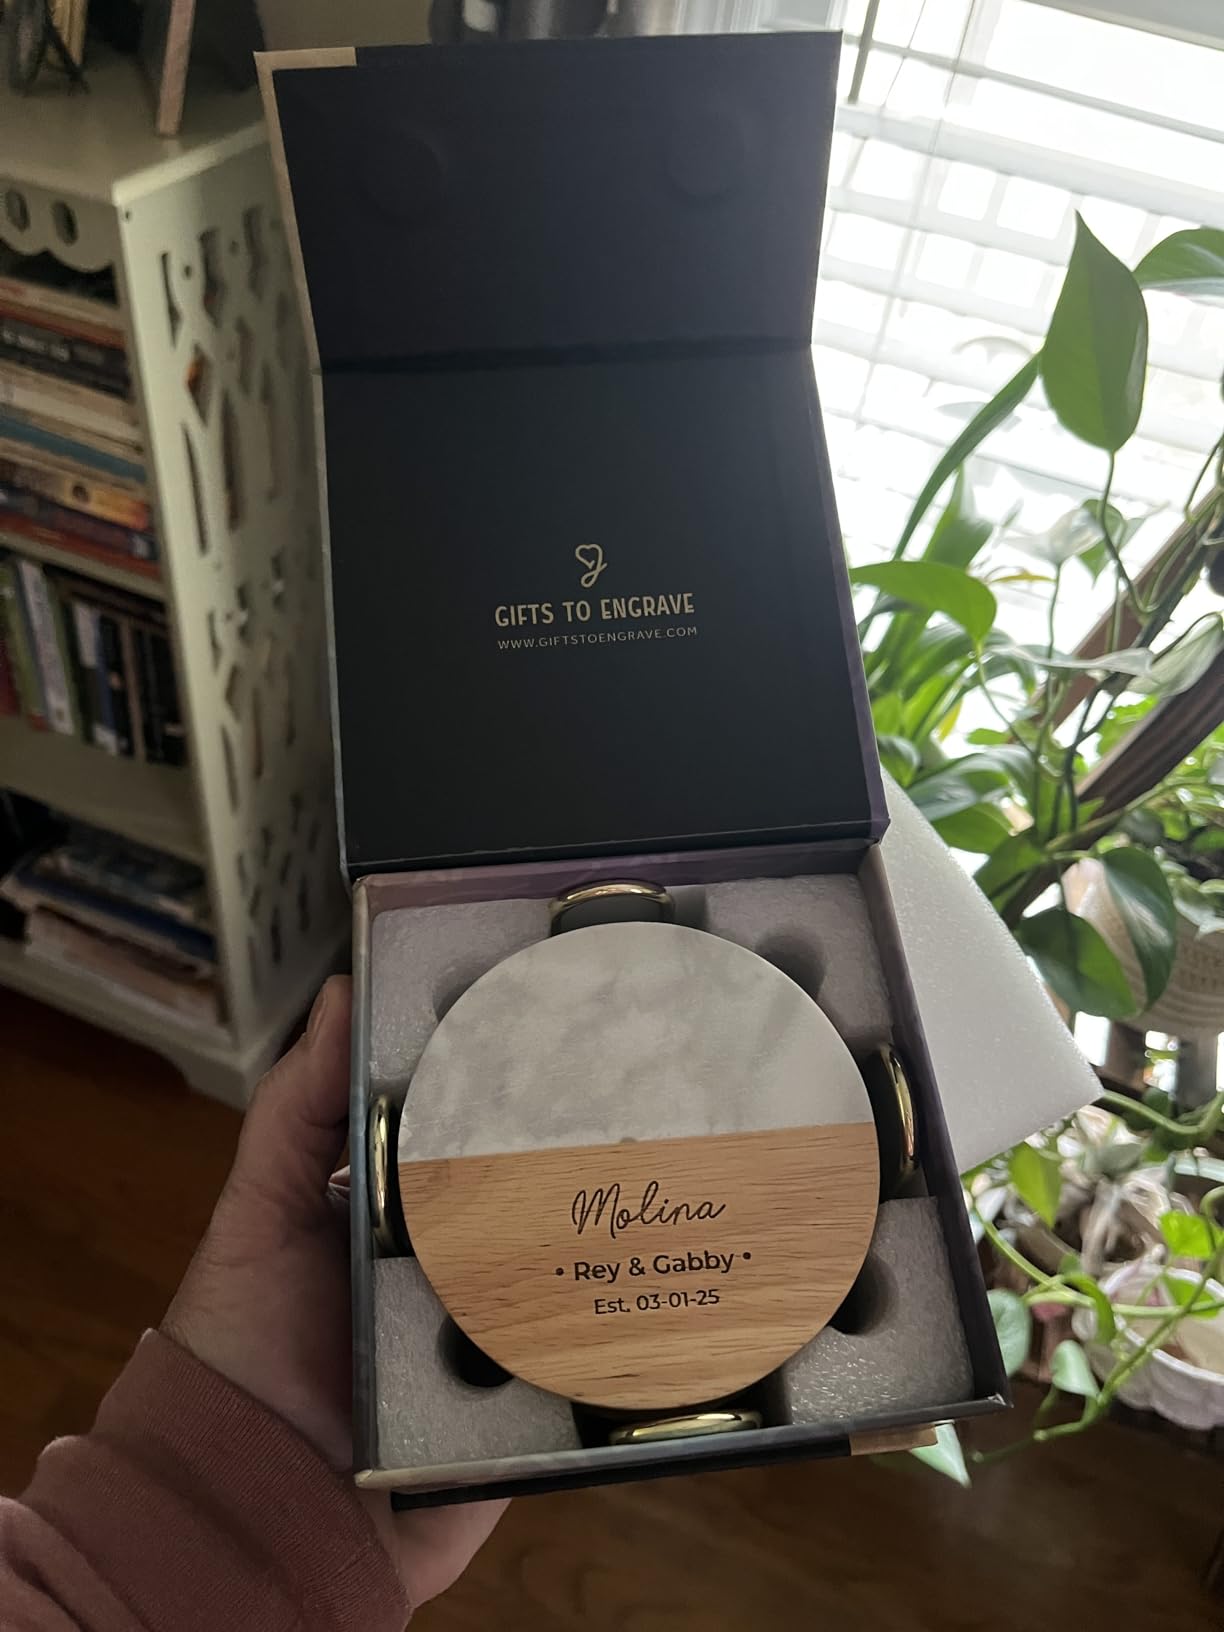 GIFTS TO ENGRAVE
WWW.GIFTSTOENGRAVE.COM
Molina
• Rey & Gabby •
Est. 03-01-25